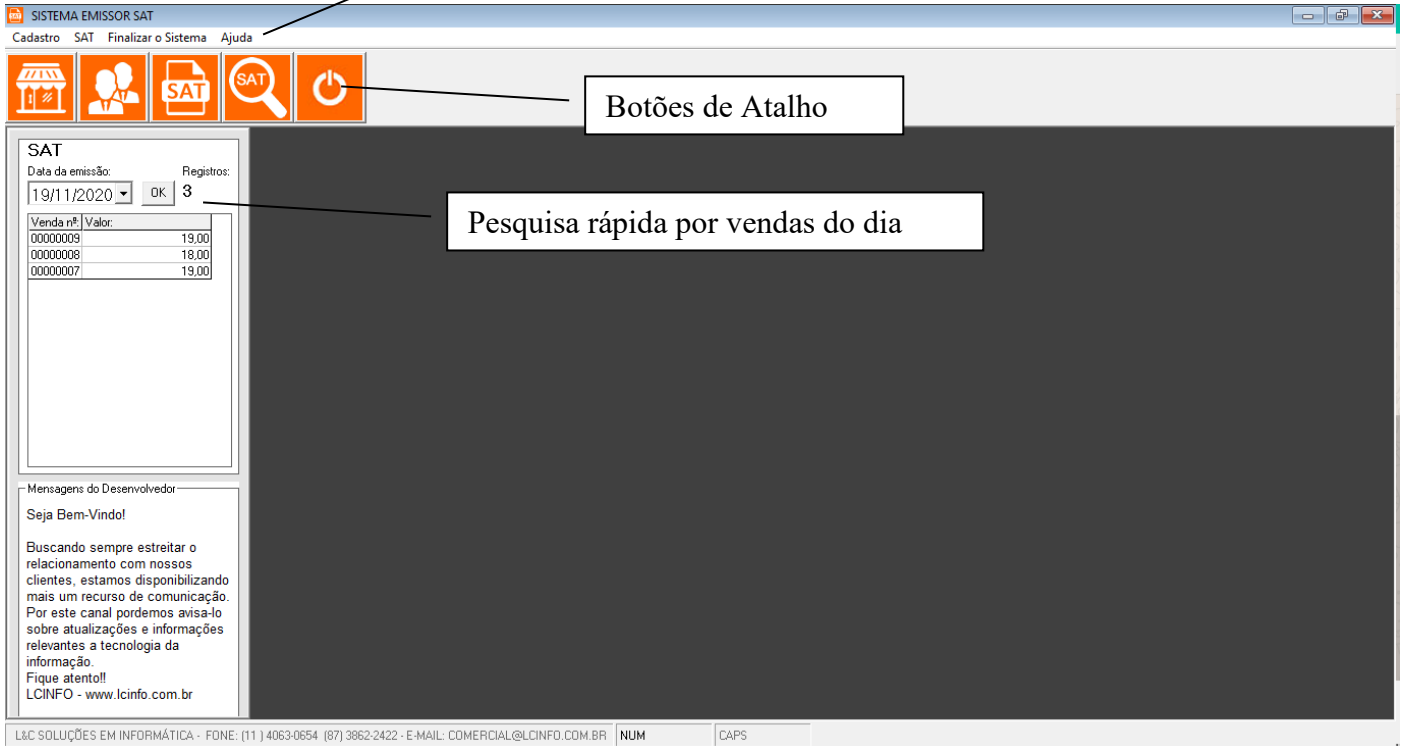 SISTEMA EMISSOR SAT
Cadastro SAT Finalizar o Sistema Ajuda
SAT SAT
Botões de Atalho
SAT
Data da emissão: Registros:
19/11/2020 OK 3
Pesquisa rápida por vendas do dia
Venda nº: Valor:
00000009 19,00
00000008 18,00
00000007 19,00
Mensagens do Desenvolvedor
Seja Bem-Vindo!
Buscando sempre estreitar o
relacionamento com nossos
clientes, estamos disponibilizando
mais um recurso de comunicação.
Por este canal pordemos avisa-lo
sobre atualizações e informações
relevantes a tecnologia da
informação.
Fique atento!!
LCINFO - www.lcinfo.com.br
L&C SOLUÇÕES EM INFORMÁTICA - FONE: (11 ) 4063-0654 (87) 3862-2422 - E-MAIL: COMERCIAL@LCINFO.COM.BR NUM CAPS